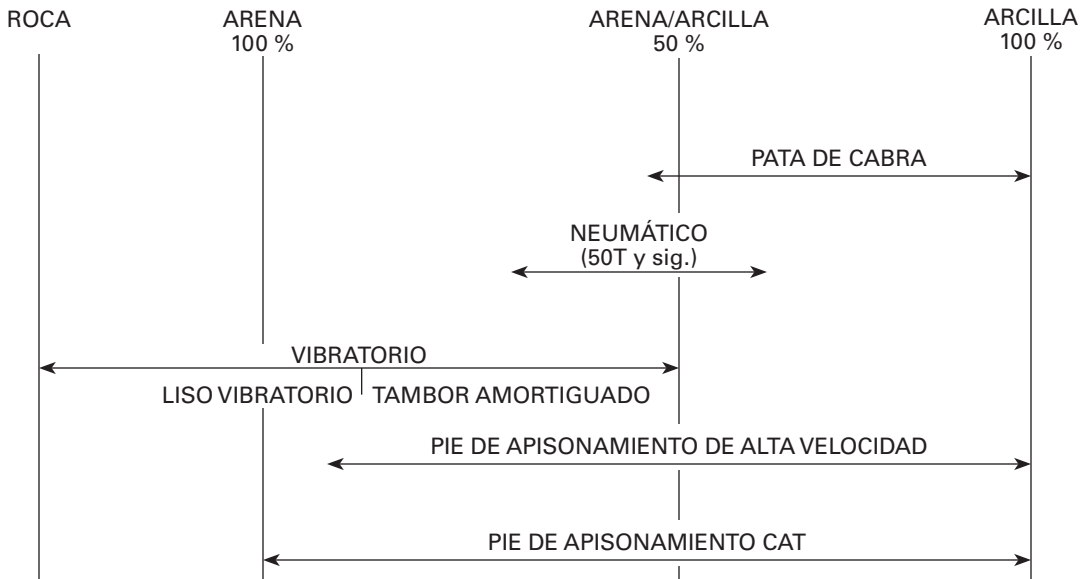 ROCA
ARENA
100 %
ARENA/ARCILLA
50 %
ARCILLA
100 %
PATA DE CABRA
NEUMÁTICO
(50T y sig.)
VIBRATORIO
LISO VIBRATORIO
TAMBOR AMORTIGUADO
PIE DE APISONAMIENTO DE ALTA VELOCIDAD
PIE DE APISONAMIENTO CAT